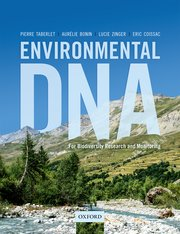 PIERRE TABERLET | AURÉLIE BONIN | LUCIE ZINGER | ERIC COISSAC
ENVIRONMENTAL
DNA
For Biodiversity Research and Monitoring
OXFORD